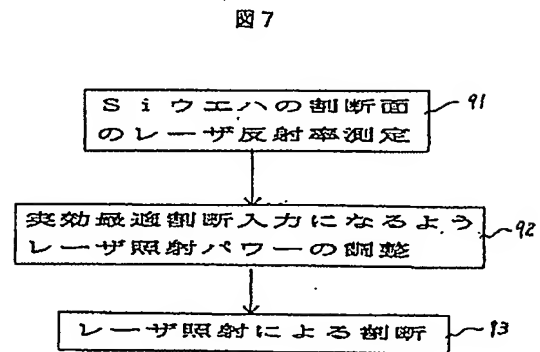 図7
Siウエハの割断面
のレーザ反射率測定
91
実効最適割断入力になるよう
レーザ照射パワーの調整
92
レーザ照射による割断
93